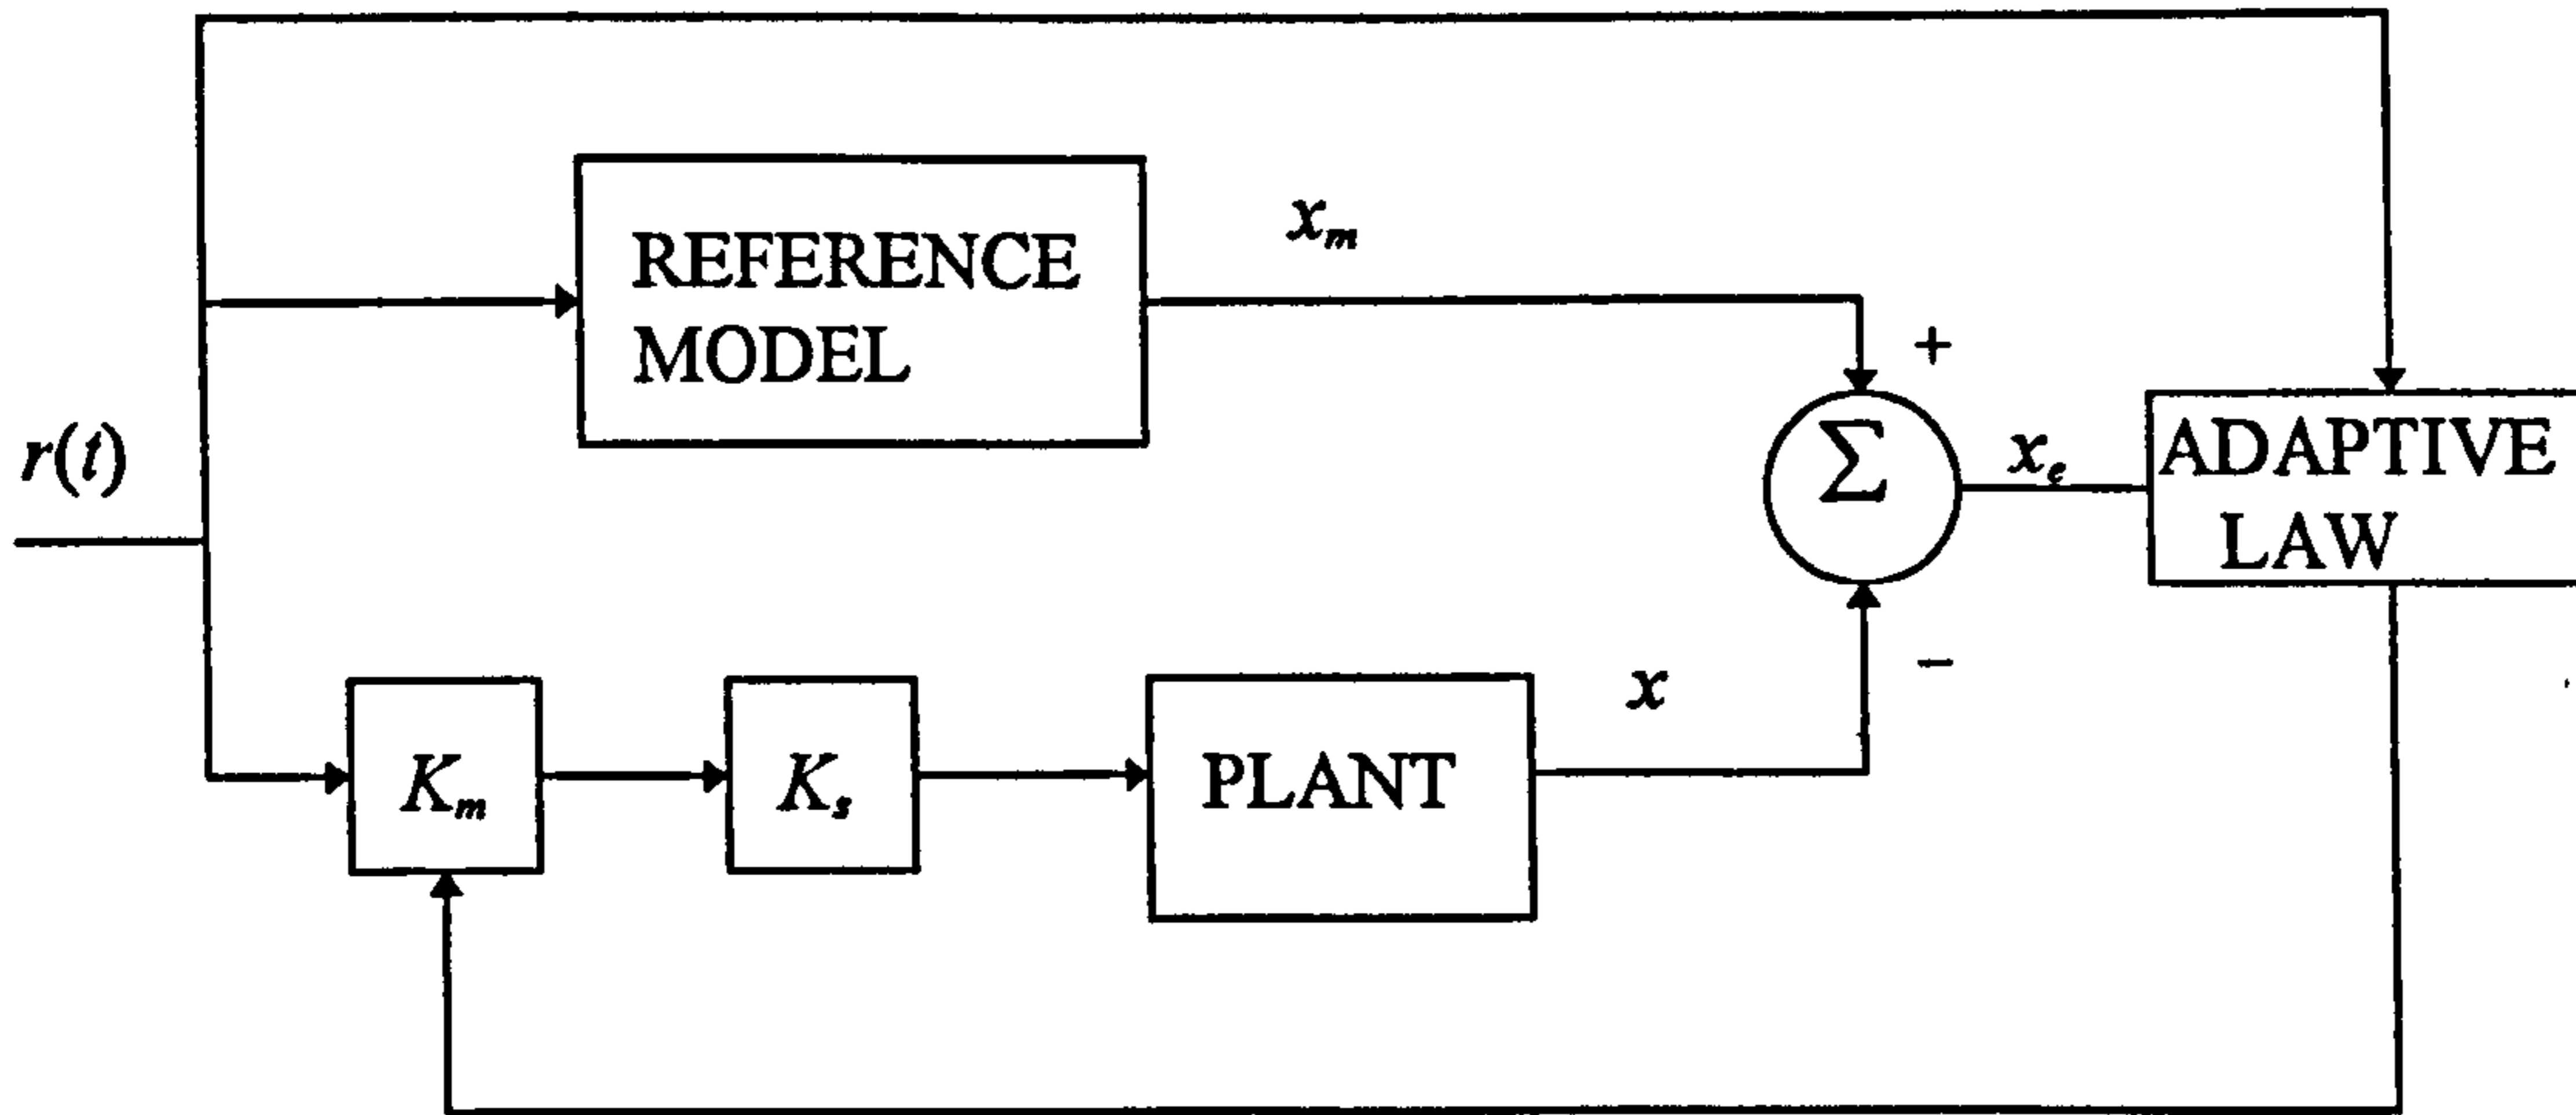 REFERENCE
MODEL
x_m
+
r(t)
Σ
x_e
ADAPTIVE
LAW
−
x
K_m
K_s
PLANT